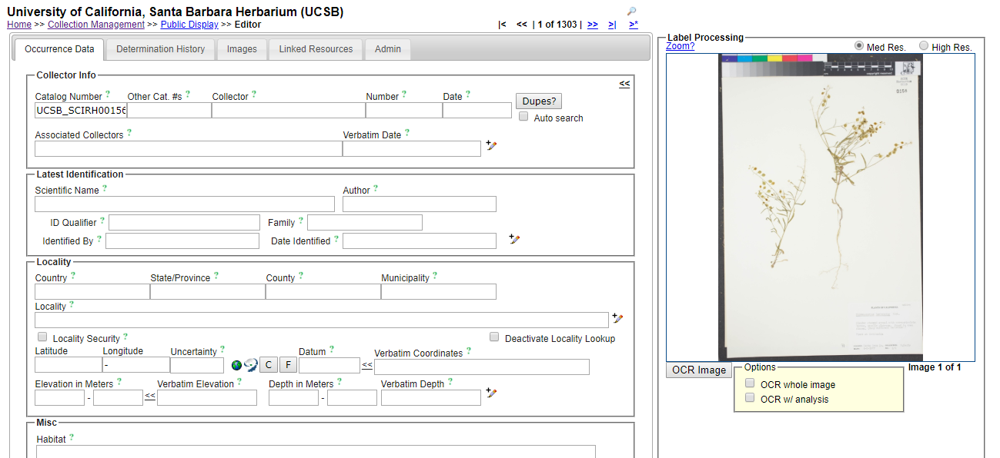 University of California, Santa Barbara Herbarium (UCSB)
Home >> Collection Management >> Public Display >> Editor
|< << | 1 of 1303 | >> >| >*
Occurrence Data Determination History Images Linked Resources Admin
Collector Info
<<
Catalog Number ? Other Cat. #s ? Collector ? Number ? Date ?
UCSB_SCIRH00156
Dupes?
Auto search
Associated Collectors ? Verbatim Date ?
Latest Identification
Scientific Name ? Author ?
ID Qualifier ? Family ?
Identified By ? Date Identified ?
Locality
Country ? State/Province ? County ? Municipality ?
Locality ?
Locality Security ? Deactivate Locality Lookup
Latitude Longitude Uncertainty ? Datum ? Verbatim Coordinates ?
- C F <<
Elevation in Meters ? Verbatim Elevation ? Depth in Meters ? Verbatim Depth ?
- << -
Misc
Habitat ?
Label Processing
Zoom? Med Res. High Res.
copyright reserved
0156
OCR Image
Options
OCR whole image
OCR w/ analysis
Image 1 of 1